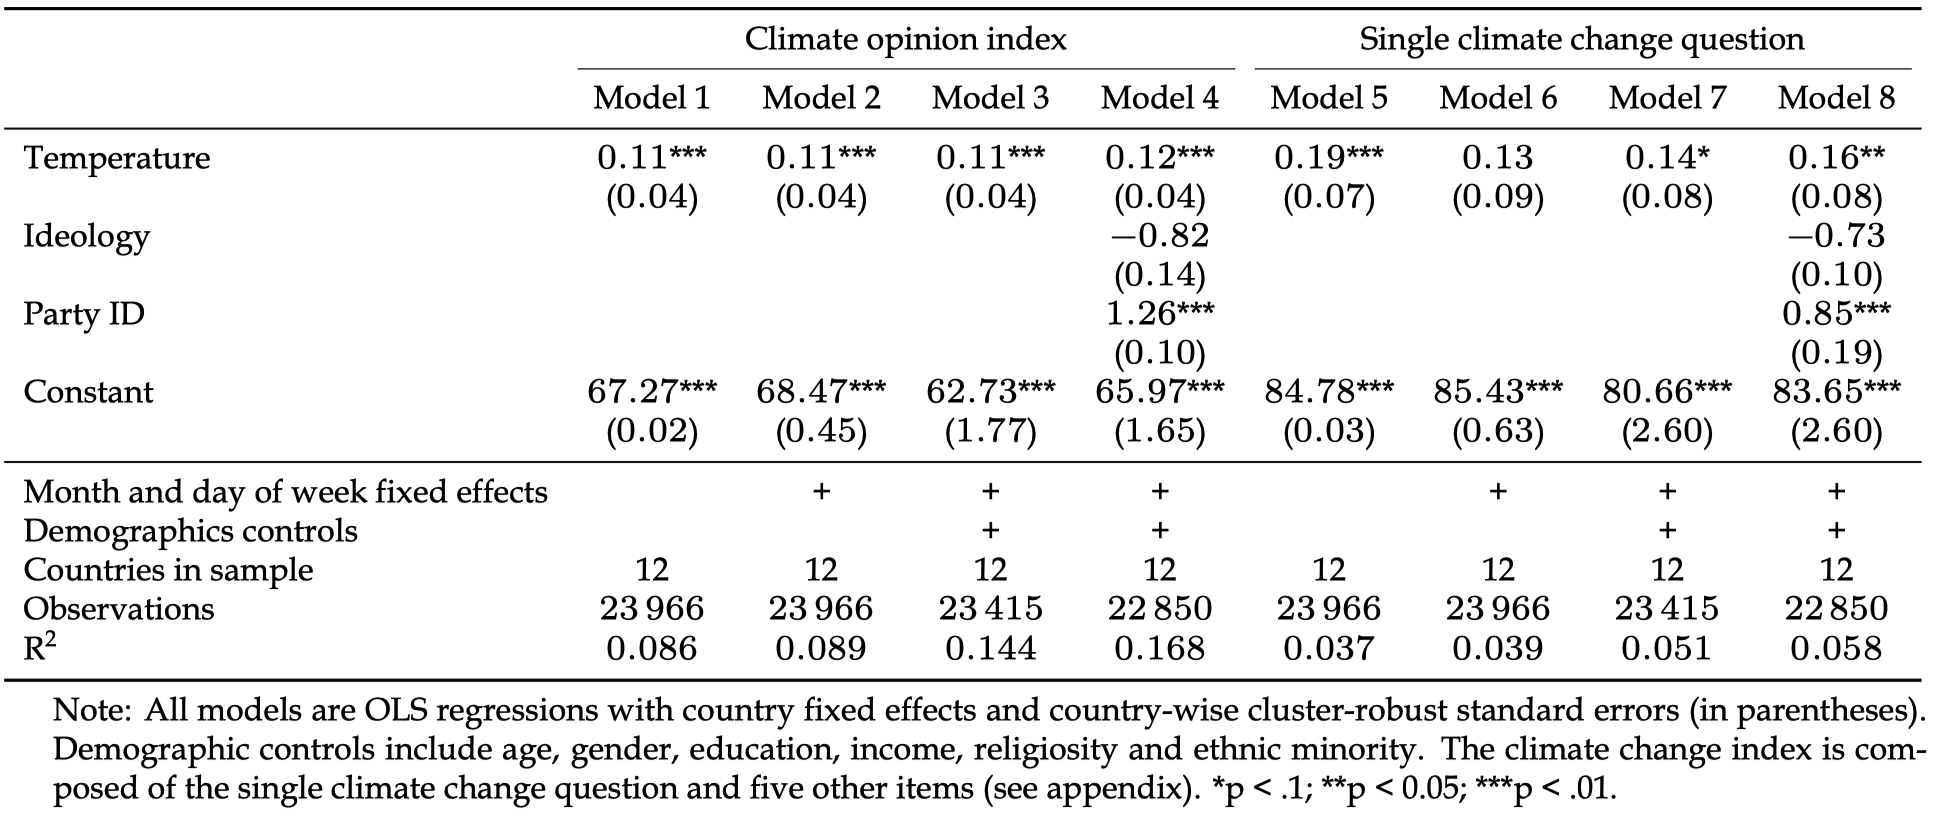 Climate opinion index Single climate change question
Model 1 Model 2 Model 3 Model 4 Model 5 Model 6 Model 7 Model 8
Temperature 0.11*** 0.11*** 0.11*** 0.12*** 0.19*** 0.13 0.14* 0.16**
(0.04) (0.04) (0.04) (0.04) (0.07) (0.09) (0.08) (0.08)
Ideology −0.82 −0.73
(0.14) (0.10)
Party ID 1.26*** 0.85***
(0.10) (0.19)
Constant 67.27*** 68.47*** 62.73*** 65.97*** 84.78*** 85.43*** 80.66*** 83.65***
(0.02) (0.45) (1.77) (1.65) (0.03) (0.63) (2.60) (2.60)
Month and day of week fixed effects + + + + + +
Demographics controls + + + +
Countries in sample 12 12 12 12 12 12 12 12
Observations 23 966 23 966 23 415 22 850 23 966 23 966 23 415 22 850
R² 0.086 0.089 0.144 0.168 0.037 0.039 0.051 0.058
Note: All models are OLS regressions with country fixed effects and country-wise cluster-robust standard errors (in parentheses).
Demographic controls include age, gender, education, income, religiosity and ethnic minority. The climate change index is com-
posed of the single climate change question and five other items (see appendix). *p < .1; **p < 0.05; ***p < .01.